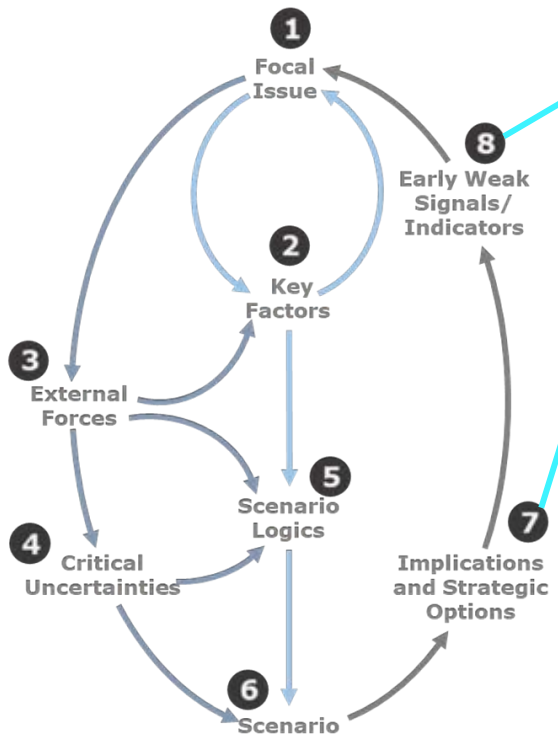 1
Focal
Issue
8
Early Weak
Signals/
Indicators
2
Key
Factors
3
External
Forces
5
Scenario
Logics
4
Critical
Uncertainties
7
Implications
and Strategic
Options
6
Scenario